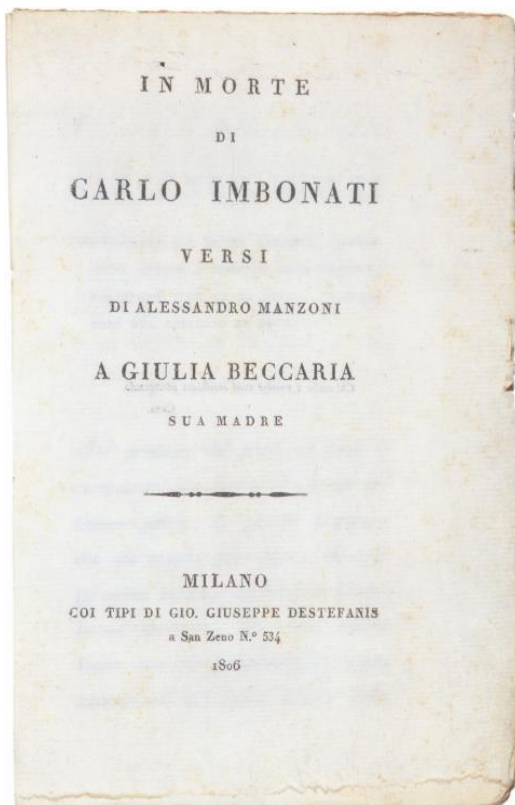 IN MORTE
DI
CARLO IMBONATI
VERSI
DI ALESSANDRO MANZONI
A GIULIA BECCARIA
SUA MADRE
MILANO
COI TIPI DI GIO. GIUSEPPE DESTEFANIS
a San Zeno N.º 534
1806